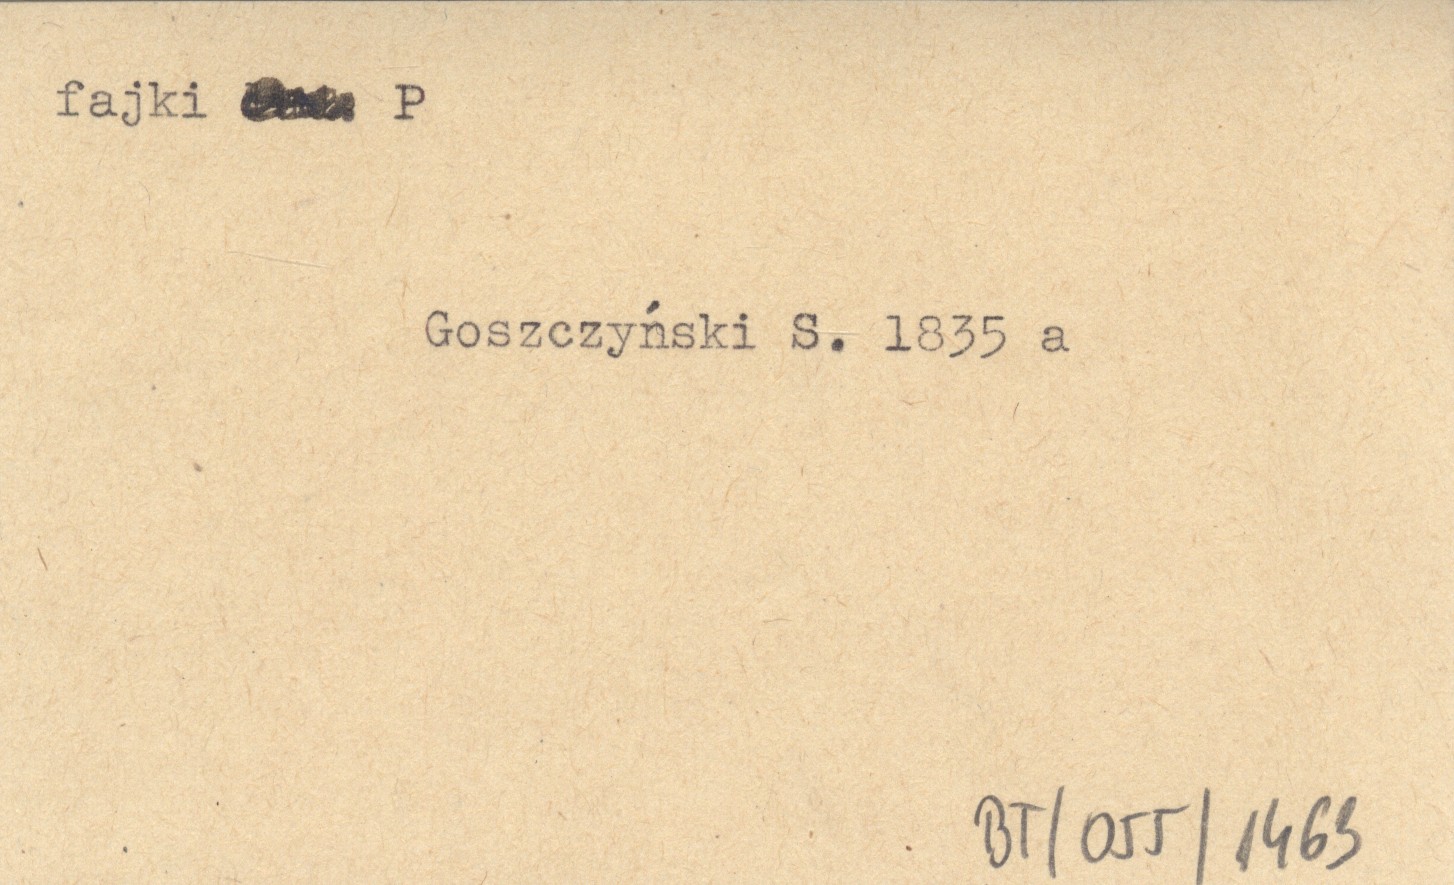 fajki P
Goszczyński S. 1835 a
BT/055/1463